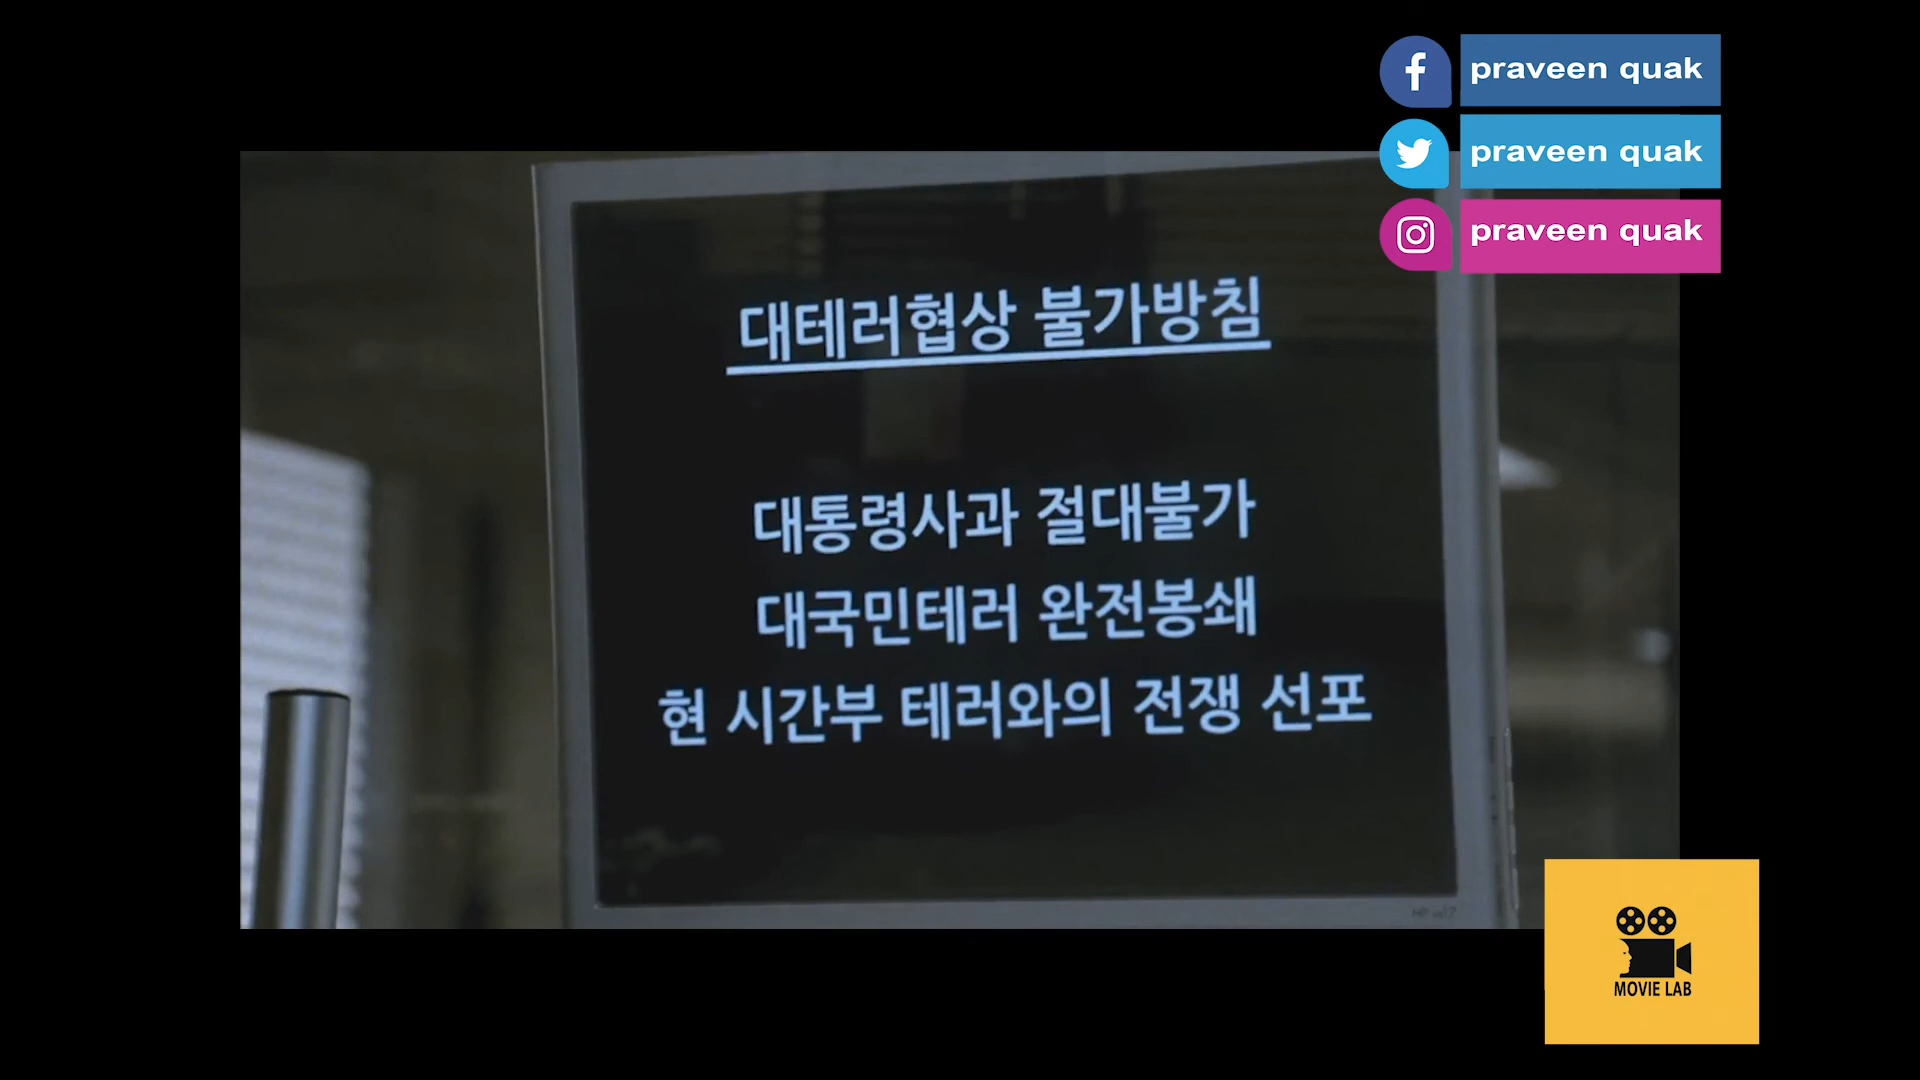 praveen quak
praveen quak
praveen quak
대테러협상 불가방침
대통령사과 절대불가
대국민테러 완전봉쇄
현 시간부 테러와의 전쟁 선포
MOVIE LAB